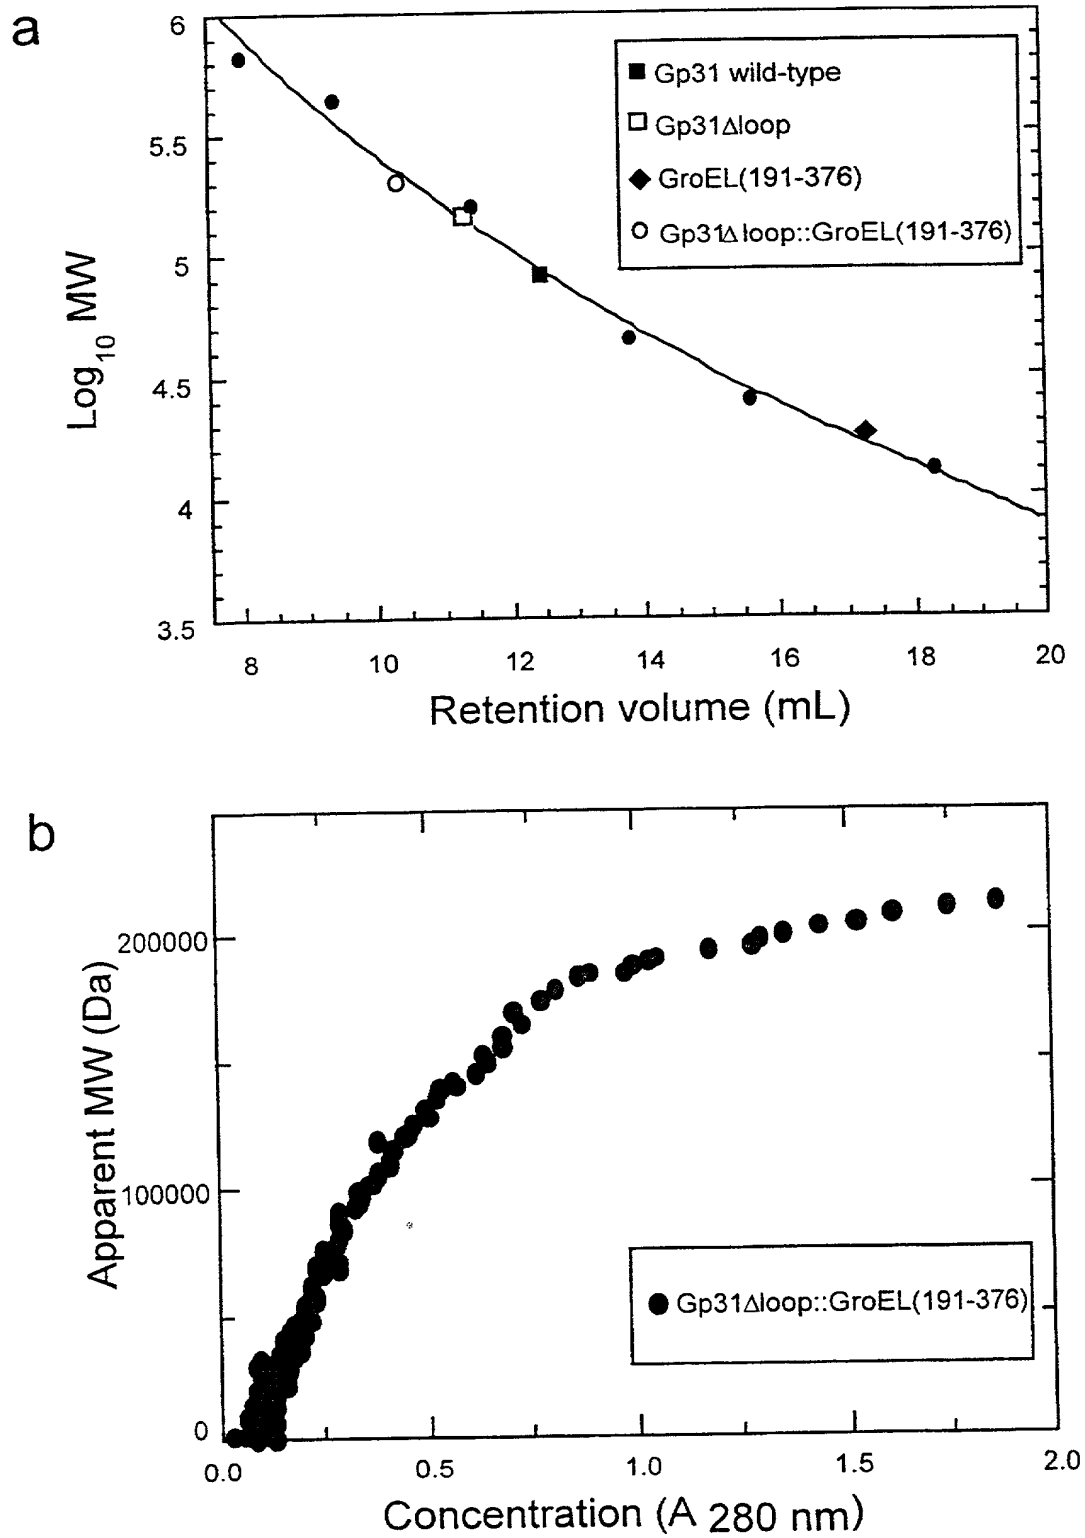 a
6
5.5
5
4.5
4
3.5
Log10 MW
Gp31 wild-type
Gp31Δloop
GroEL(191-376)
Gp31Δloop::GroEL(191-376)
8 10 12 14 16 18 20
Retention volume (mL)
b
200000
100000
0
Apparent MW (Da)
Gp31Δloop::GroEL(191-376)
0.0 0.5 1.0 1.5 2.0
Concentration (A 280 nm)